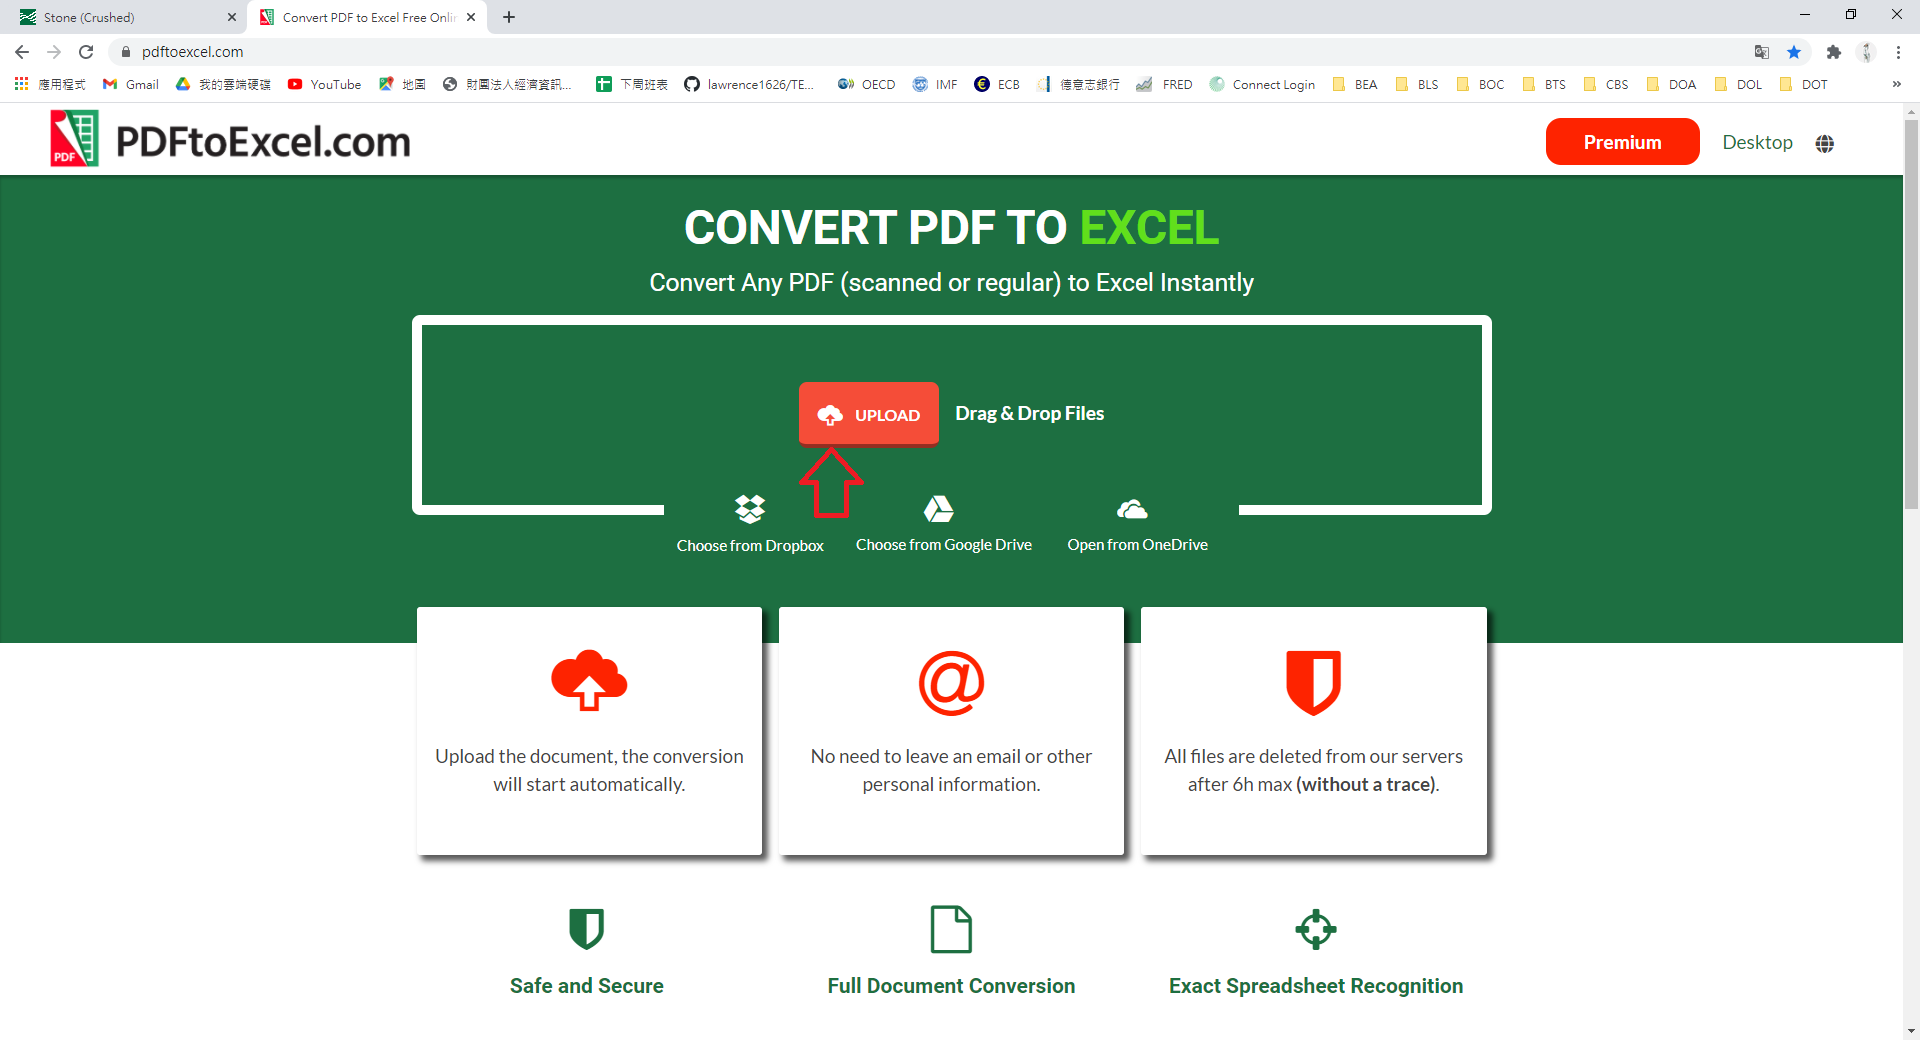 Stone (Crushed)
Convert PDF to Excel Free Onlin
pdftoexcel.com
應用程式
Gmail
我的雲端硬碟
YouTube
地圖
財團法人經濟資訊...
下周班表
lawrence1626/TE...
OECD
IMF
ECB
德意志銀行
FRED
Connect Login
BEA
BLS
BOC
BTS
CBS
DOA
DOL
DOT
»
PDF
PDFtoExcel.com
Premium
Desktop
CONVERT PDF TO EXCEL
Convert Any PDF (scanned or regular) to Excel Instantly
UPLOAD
Drag & Drop Files
Choose from Dropbox
Choose from Google Drive
Open from OneDrive
Upload the document, the conversion
will start automatically.
@
No need to leave an email or other
personal information.
All files are deleted from our servers
after 6h max (without a trace).
Safe and Secure
Full Document Conversion
Exact Spreadsheet Recognition